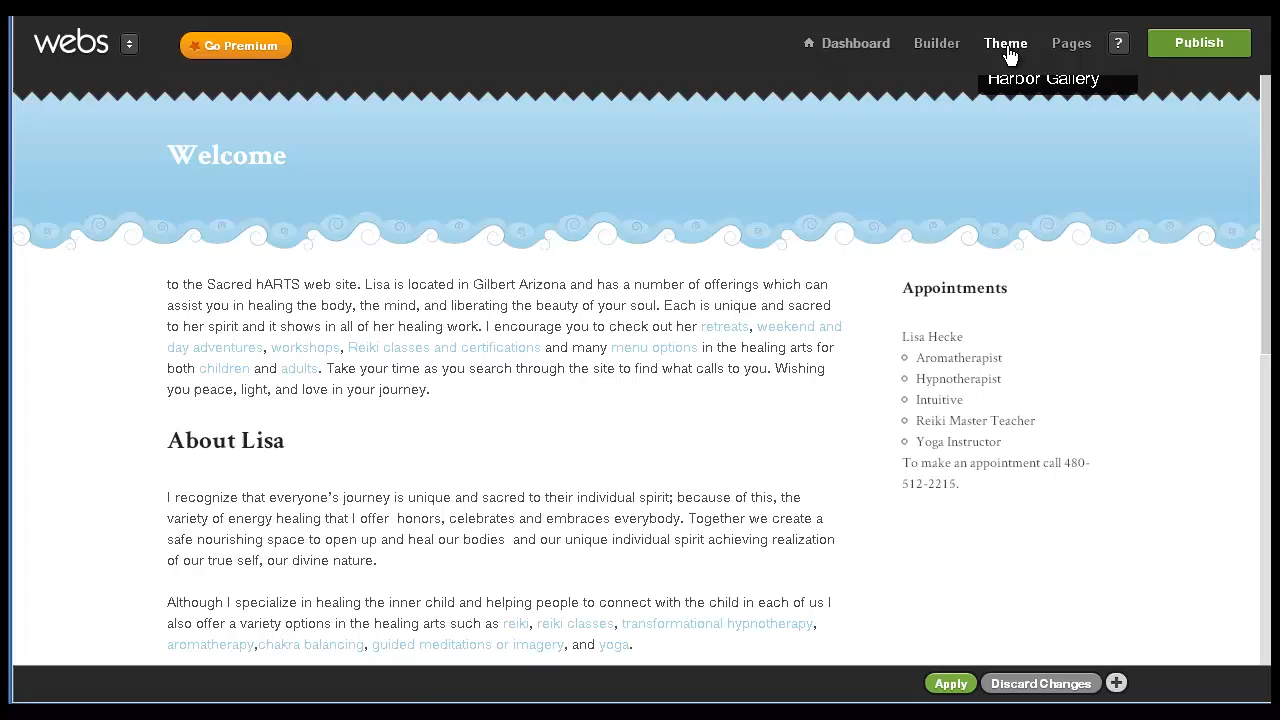 webs
Go Premium
Dashboard Builder Theme Pages ? Publish
Harbor Gallery
Welcome
to the Sacred hARTS web site. Lisa is located in Gilbert Arizona and has a number of offerings which can
assist you in healing the body, the mind, and liberating the beauty of your soul. Each is unique and sacred
to her spirit and it shows in all of her healing work. I encourage you to check out her retreats, weekend and
day adventures, workshops, Reiki classes and certifications and many menu options in the healing arts for
both children and adults. Take your time as you search through the site to find what calls to you. Wishing
you peace, light, and love in your journey.
About Lisa
I recognize that everyone's journey is unique and sacred to their individual spirit; because of this, the
variety of energy healing that I offer honors, celebrates and embraces everybody. Together we create a
safe nourishing space to open up and heal our bodies and our unique individual spirit achieving realization
of our true self, our divine nature.
Although I specialize in healing the inner child and helping people to connect with the child in each of us I
also offer a variety options in the healing arts such as reiki, reiki classes, transformational hypnotherapy,
aromatherapy,chakra balancing, guided meditations or imagery, and yoga.
Appointments
Lisa Hecke
Aromatherapist
Hypnotherapist
Intuitive
Reiki Master Teacher
Yoga Instructor
To make an appointment call 480-
512-2215.
Apply Discard Changes